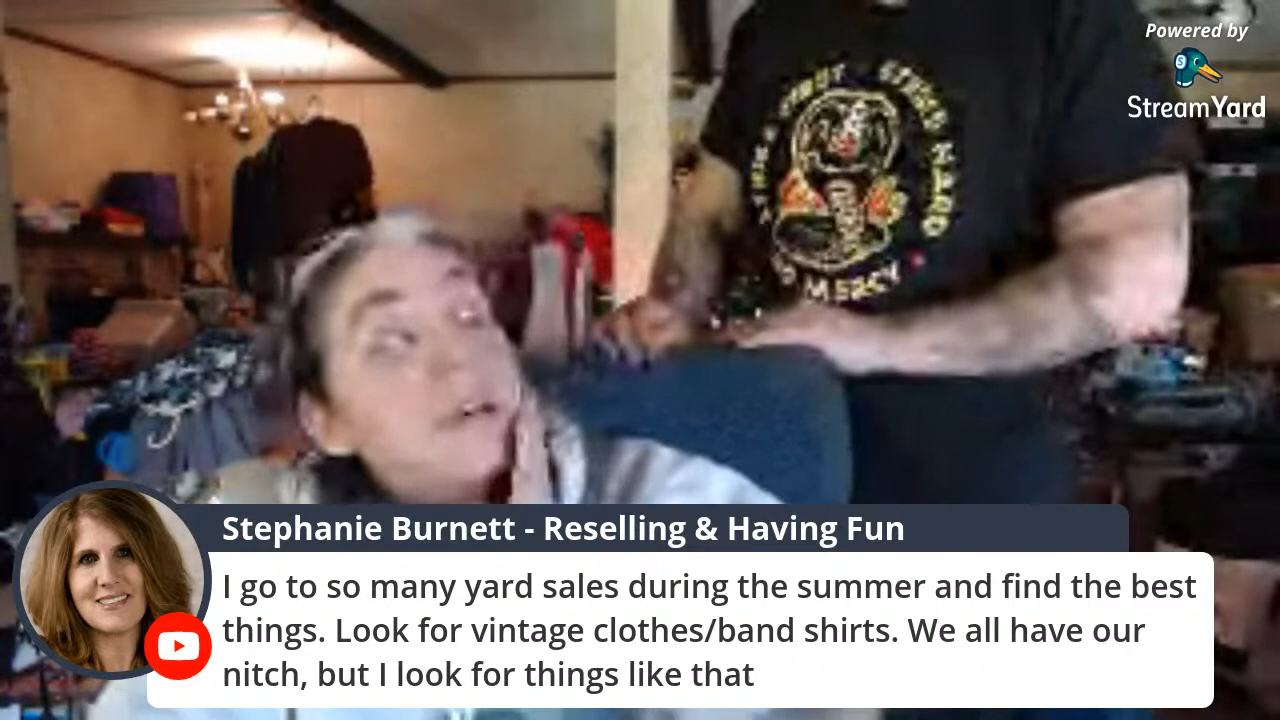 Powered by
StreamYard
MERCY
Stephanie Burnett - Reselling & Having Fun
I go to so many yard sales during the summer and find the best
things. Look for vintage clothes/band shirts. We all have our
nitch, but I look for things like that